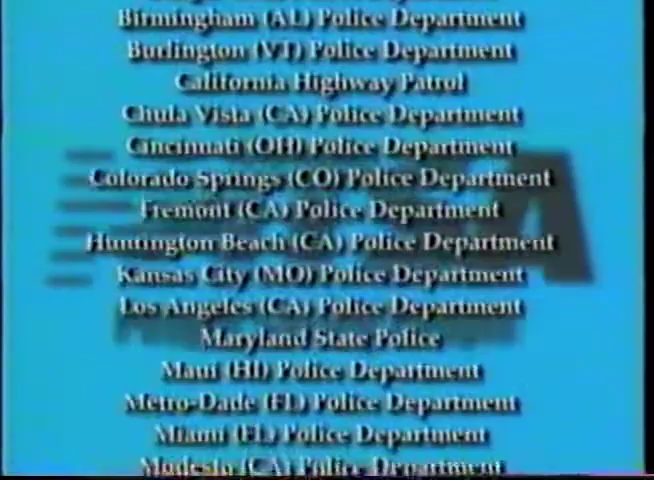 Birmingham (AL) Police Department
Burlington (VT) Police Department
California Highway Patrol
Chula Vista (CA) Police Department
Cincinnati (OH) Police Department
Colorado Springs (CO) Police Department
Fremont (CA) Police Department
Huntington Beach (CA) Police Department
Kansas City (MO) Police Department
Los Angeles (CA) Police Department
Maryland State Police
Maui (HI) Police Department
Metro-Dade (FL) Police Department
Miami (FL) Police Department
Modesto (CA) Police Department